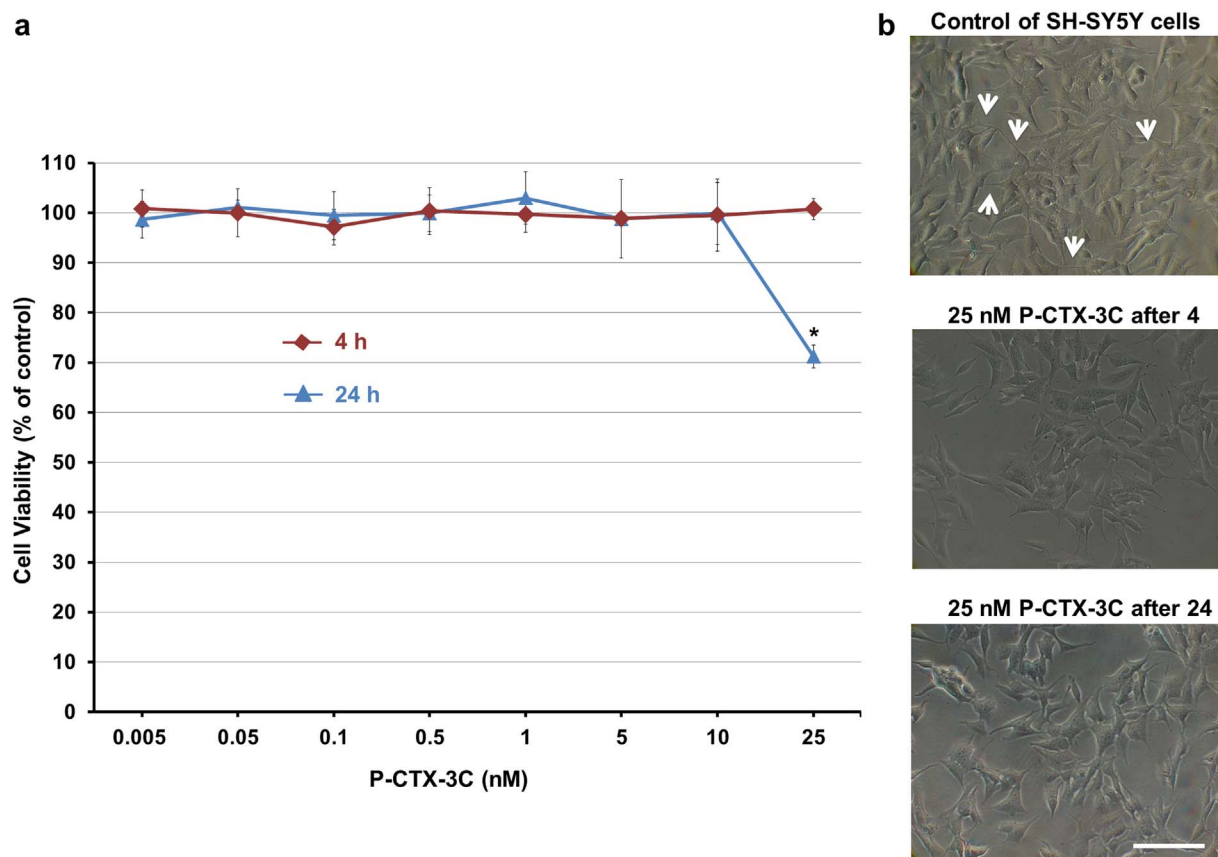 a
110
100
90
80
70
60
50
40
30
20
10
0
Cell Viability (% of control)
4 h
24 h
*
0.005 0.05 0.1 0.5 1 5 10 25
P-CTX-3C (nM)
b
Control of SH-SY5Y cells
25 nM P-CTX-3C after 4
25 nM P-CTX-3C after 24